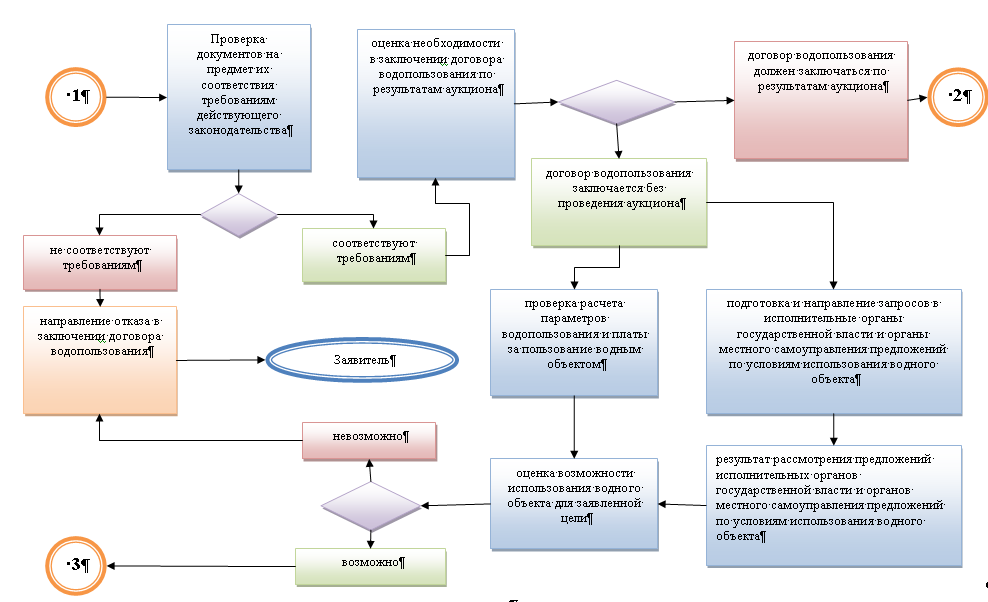 1¶
Проверка
документов на
предмет их
соответствия
требованиям
действующего
законодательства¶
оценка необходимости
в заключении договора
водопользования по
результатам аукциона¶
договор водопользования
должен заключаться по
результатам аукциона¶
2¶
договор водопользования
заключается без
проведения аукциона¶
не соответствуют
требованиям¶
соответствуют
требованиям¶
направление отказа в
заключении договора
водопользования¶
Заявитель¶
проверка расчета
параметров
водопользования и платы
за пользование водным
объектом¶
подготовка и направление запросов в
исполнительные органы
государственной власти и органы
местного самоуправления предложений
по условиям использования водного
объекта¶
невозможно¶
оценка возможности
использования водного
объекта для заявленной
цели¶
результат рассмотрения предложений
исполнительных органов
государственной власти и органов
местного самоуправления предложений
по условиям использования водного
объекта¶
возможно¶
3¶